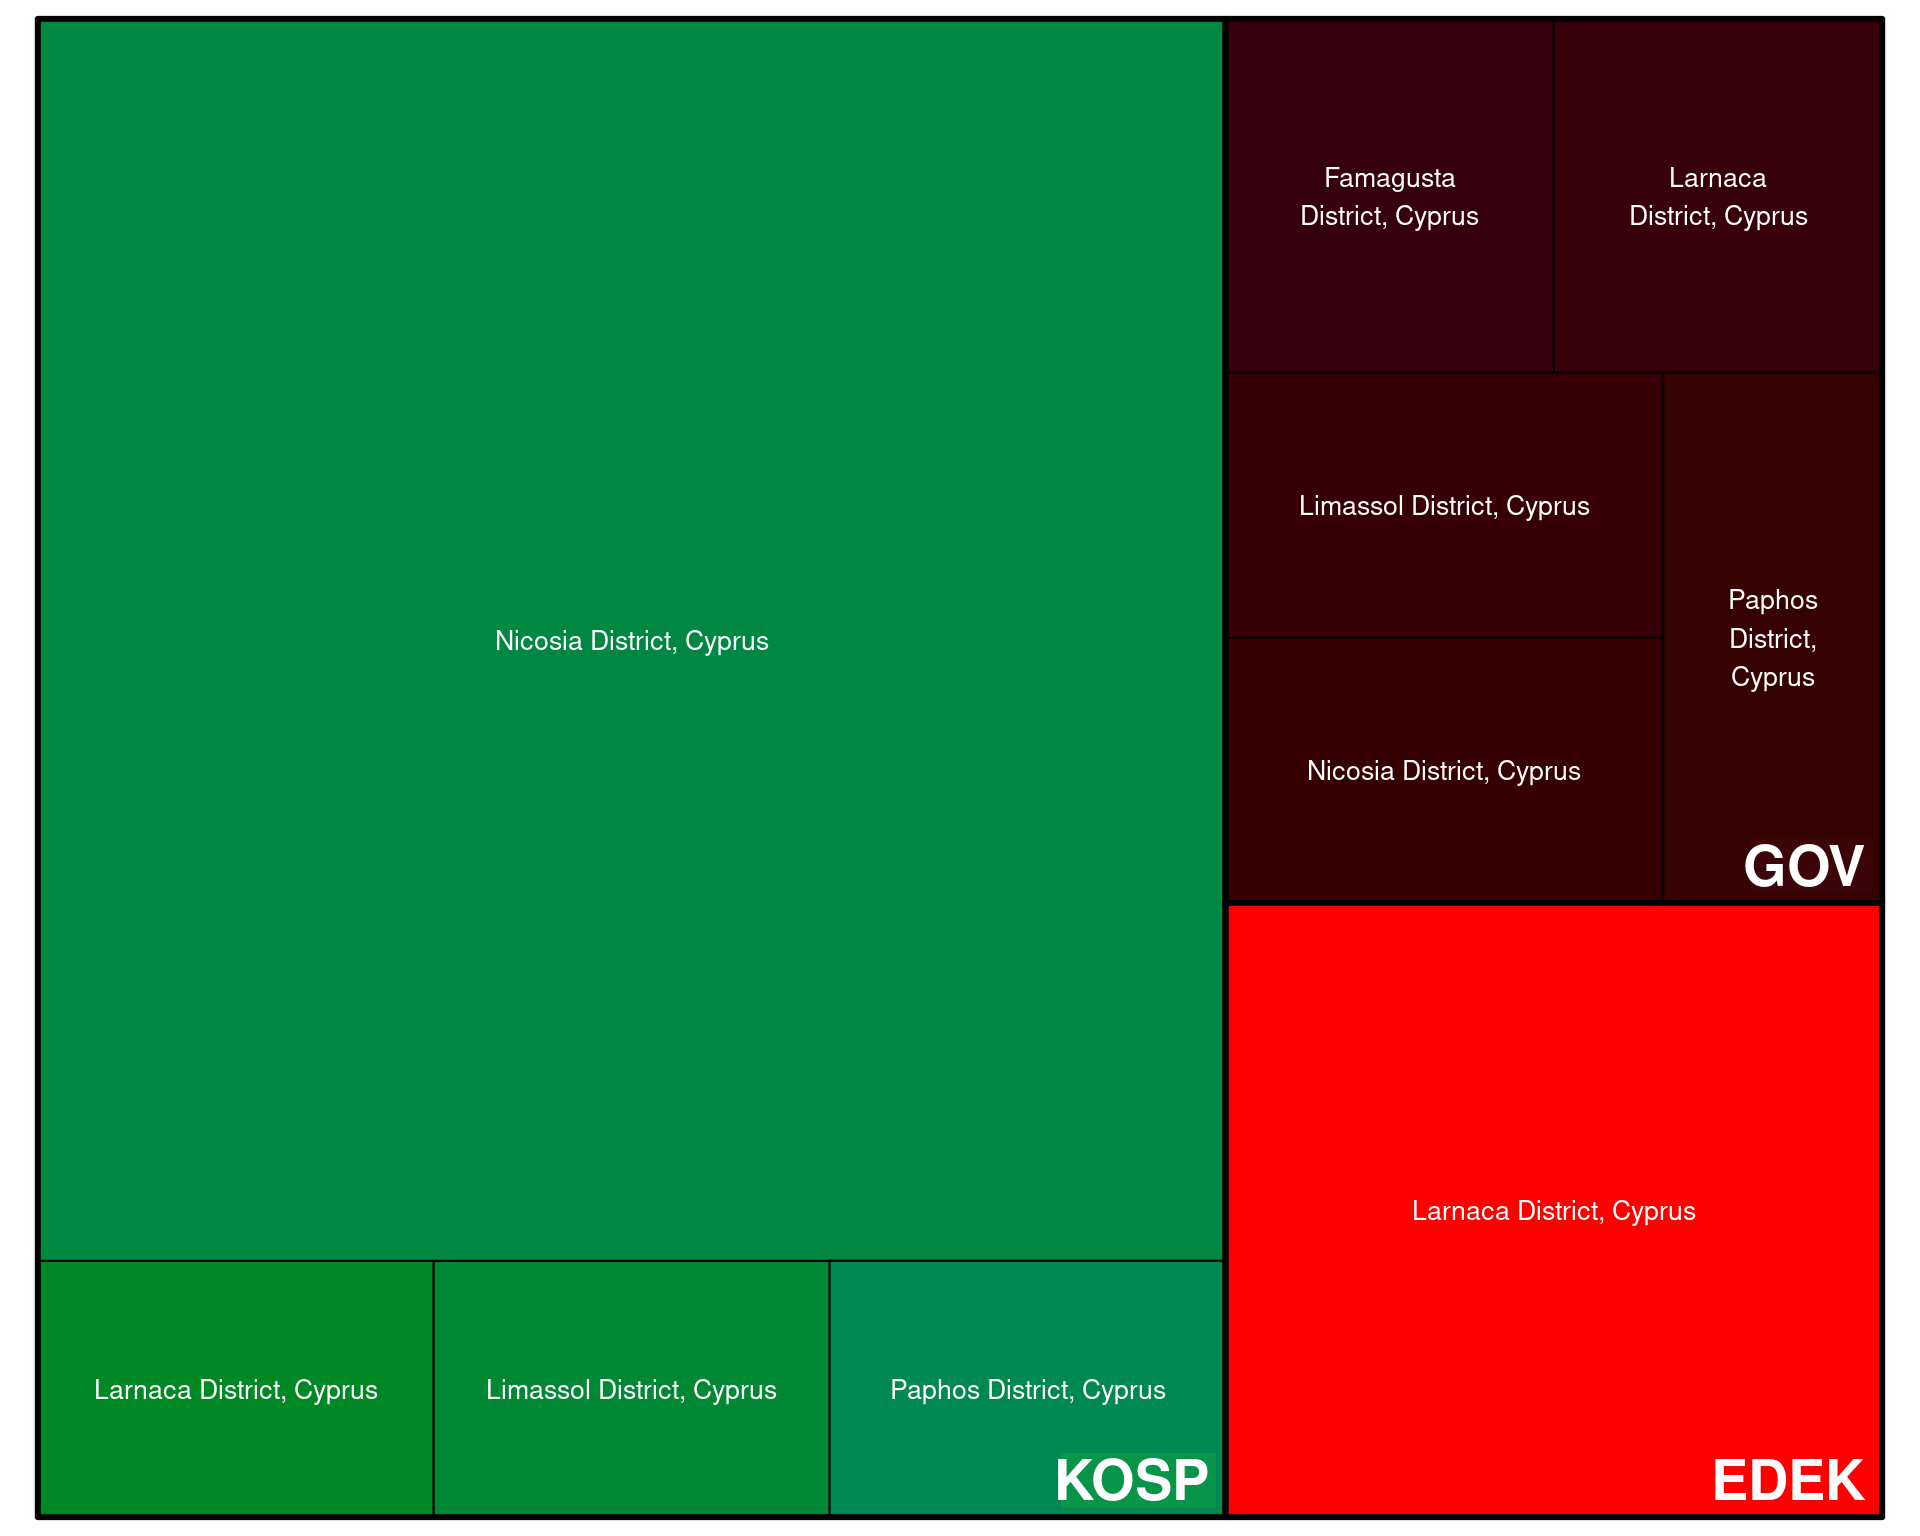 Nicosia District, Cyprus
Larnaca District, Cyprus
Limassol District, Cyprus
Paphos District, Cyprus
KOSP
Famagusta
District, Cyprus
Larnaca
District, Cyprus
Limassol District, Cyprus
Nicosia District, Cyprus
Paphos
District,
Cyprus
GOV
Larnaca District, Cyprus
EDEK